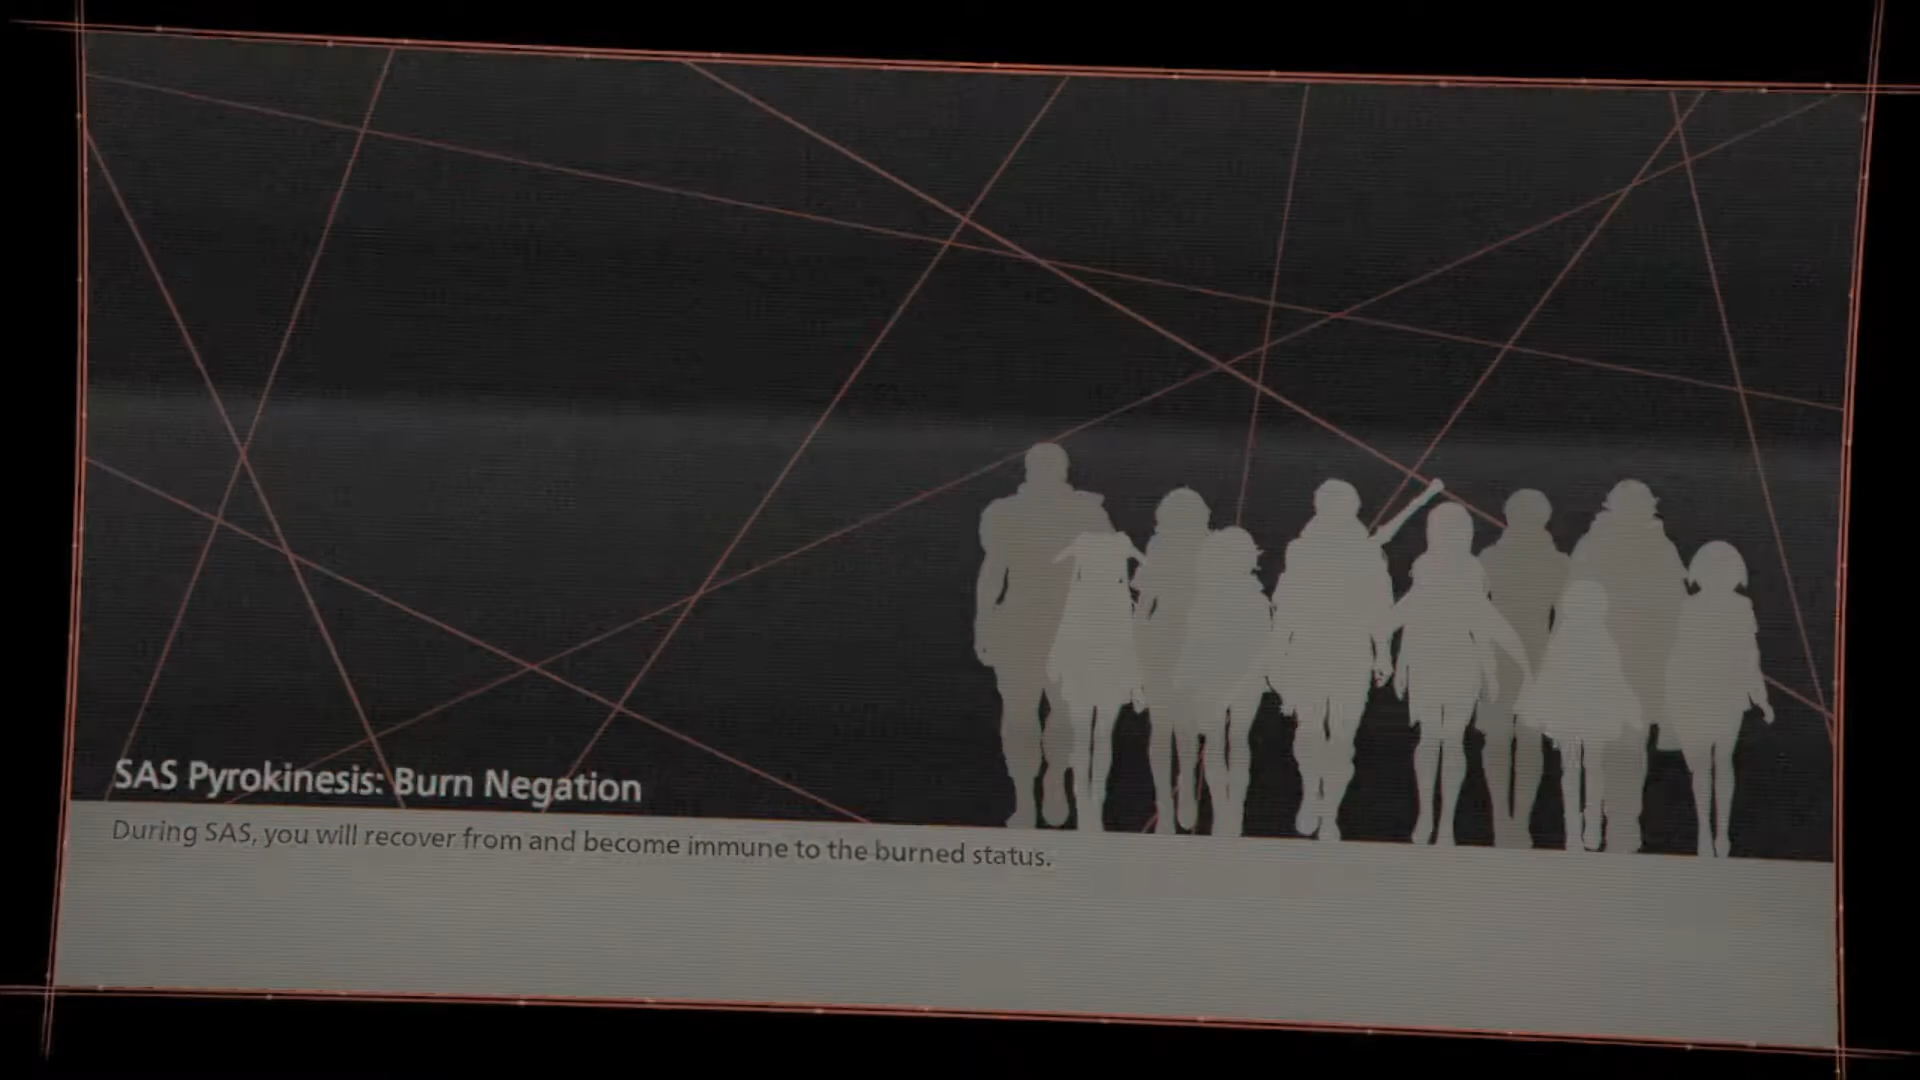 SAS Pyrokinesis: Burn Negation
During SAS, you will recover from and become immune to the burned status.